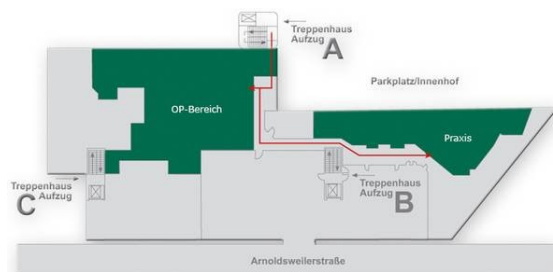 Treppenhaus
Aufzug
A
Parkplatz/Innenhof
OP-Bereich
Praxis
Treppenhaus
Aufzug
C
Treppenhaus
Aufzug
B
Arnoldsweilerstraße